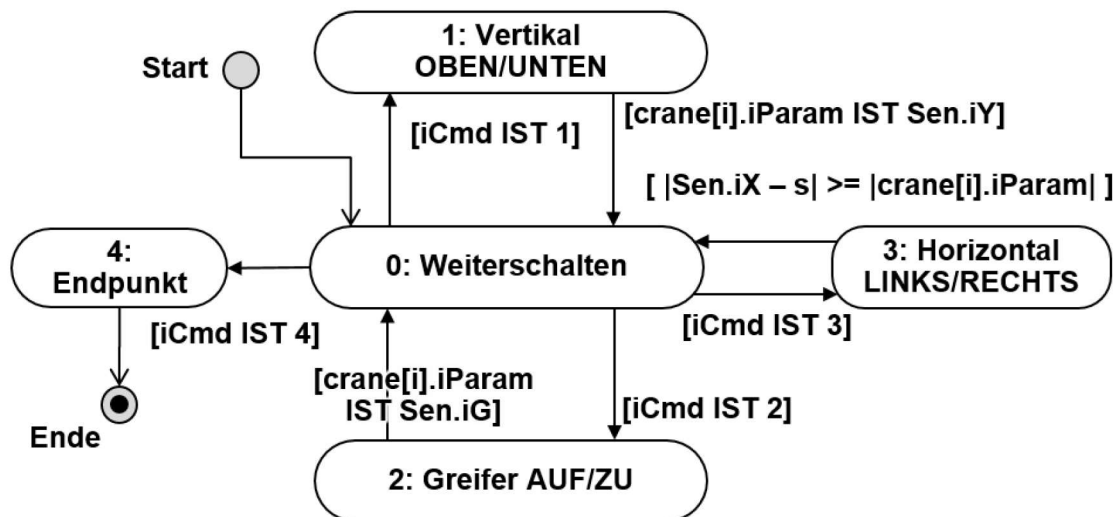 1: Vertikal
OBEN/UNTEN
Start
[iCmd IST 1]
[crane[i].iParam IST Sen.iY]
[ |Sen.iX – s| >= |crane[i].iParam| ]
4:
Endpunkt
0: Weiterschalten
3: Horizontal
LINKS/RECHTS
[iCmd IST 4]
[iCmd IST 3]
[crane[i].iParam
IST Sen.iG]
[iCmd IST 2]
Ende
2: Greifer AUF/ZU